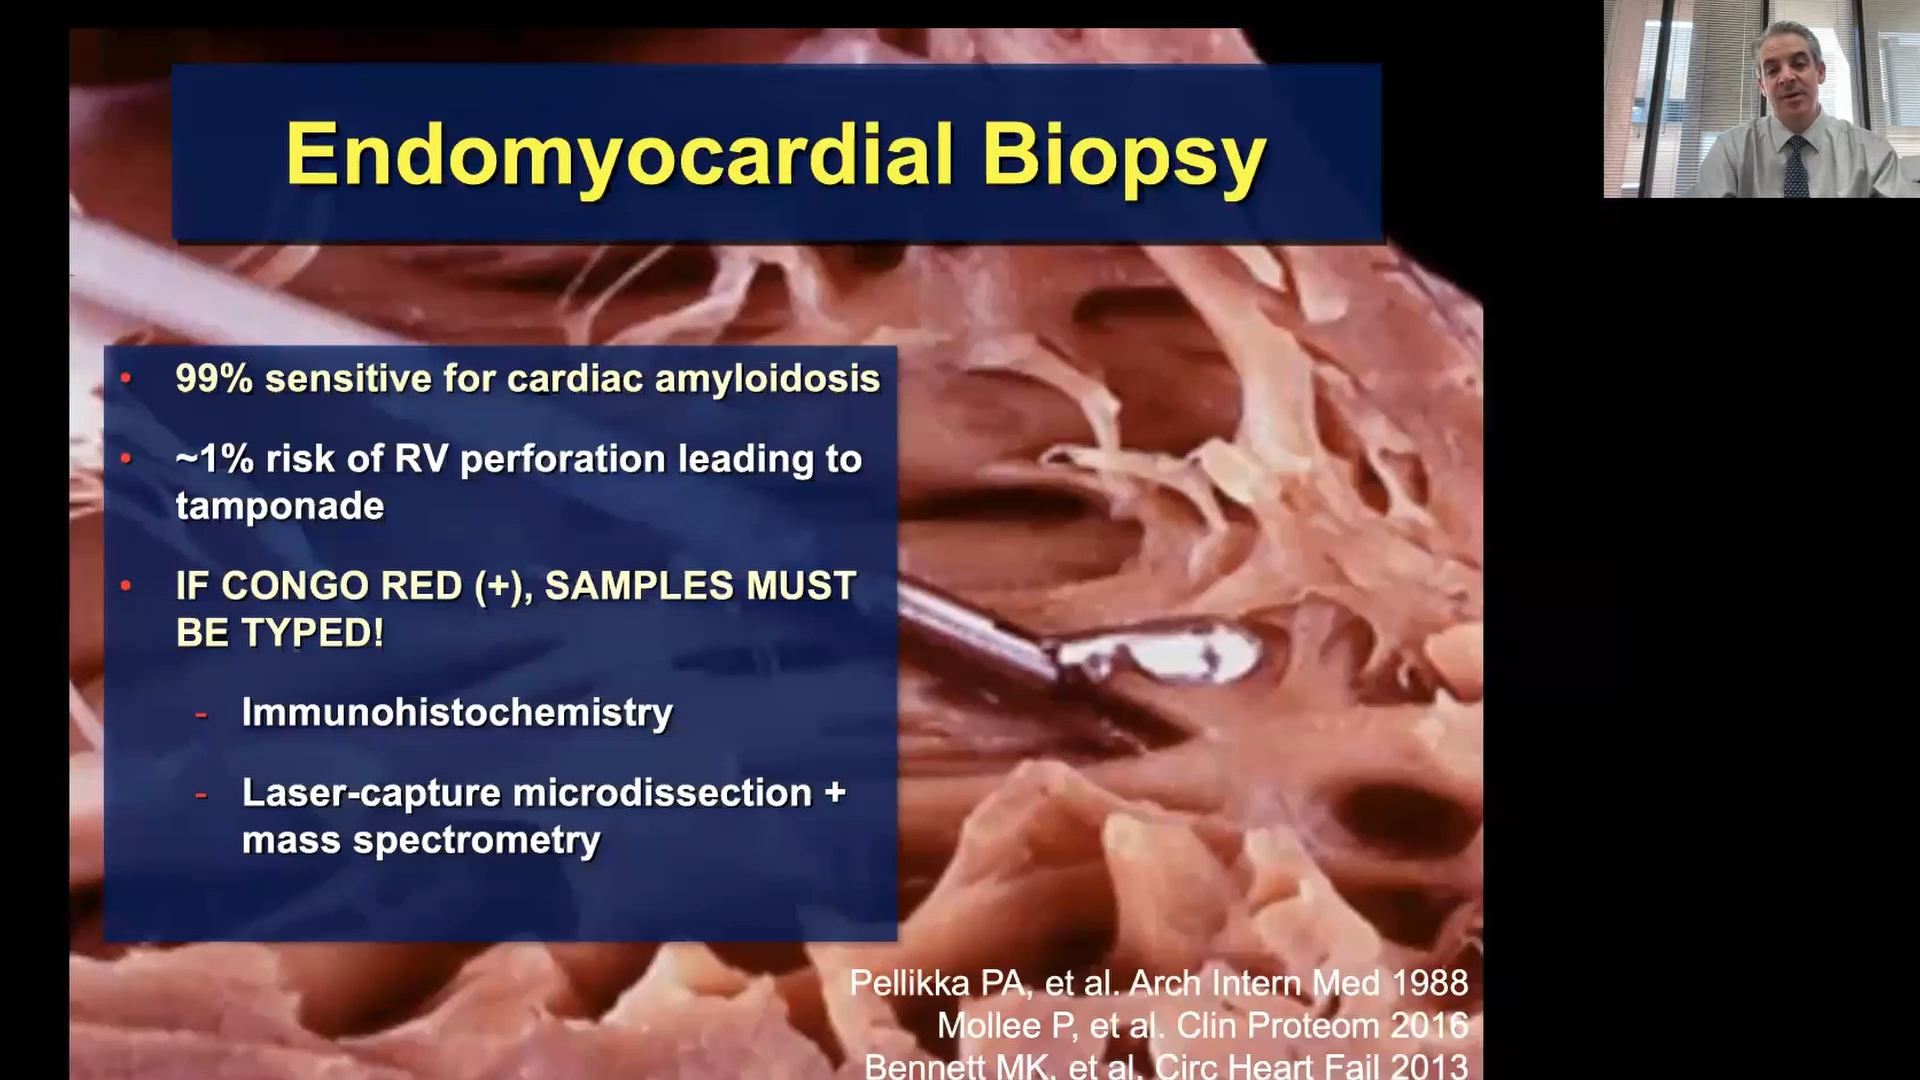 Endomyocardial Biopsy
• 99% sensitive for cardiac amyloidosis
• ~1% risk of RV perforation leading to
tamponade
• IF CONGO RED (+), SAMPLES MUST
BE TYPED!
- Immunohistochemistry
- Laser-capture microdissection +
mass spectrometry
Pellikka PA, et al. Arch Intern Med 1988
Mollee P, et al. Clin Proteom 2016
Bennett MK, et al. Circ Heart Fail 2013